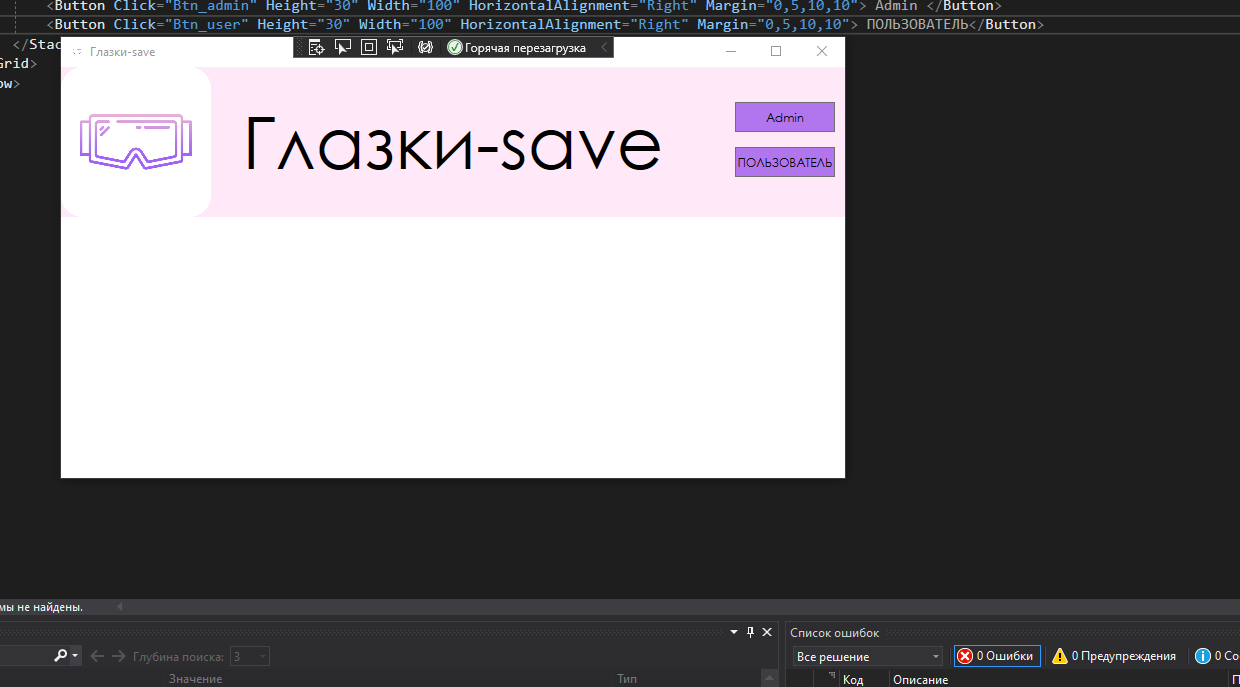 <Button Click="Btn_admin" Height="30" Width="100" HorizontalAlignment="Right" Margin="0,5,10,10"> Admin </Button>
<Button Click="Btn_user" Height="30" Width="100" HorizontalAlignment="Right" Margin="0,5,10,10"> ПОЛЬЗОВАТЕЛЬ</Button>
</Stac
Grid>
ow>
Глазки-save
Горячая перезагрузка
Глазки-save
Admin
ПОЛЬЗОВАТЕЛЬ
мы не найдены.
Глубина поиска: 3
Значение
Тип
Список ошибок
Все решение
0 Ошибки
0 Предупреждения
0 Со
Код
Описание
П